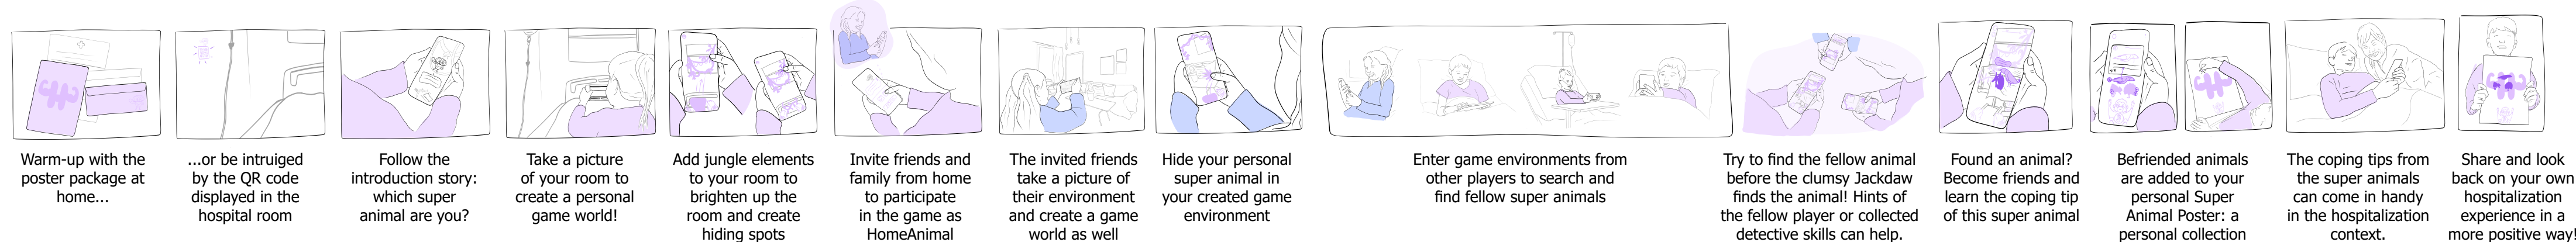 Warm-up with the
poster package at
home...
...or be intruiged
by the QR code
displayed in the
hospital room
Follow the
introduction story:
which super
animal are you?
Take a picture
of your room to
create a personal
game world!
Add jungle elements
to your room to
brighten up the
room and create
hiding spots
Invite friends and
family from home
to participate
in the game as
HomeAnimal
The invited friends
take a picture of
their environment
and create a game
world as well
Hide your personal
super animal in
your created game
environment
Enter game environments from
other players to search and
find fellow super animals
Try to find the fellow animal
before the clumsy Jackdaw
finds the animal! Hints of
the fellow player or collected
detective skills can help.
Found an animal?
Become friends and
learn the coping tip
of this super animal
Befriended animals
are added to your
personal Super
Animal Poster: a
personal collection
The coping tips from
the super animals
can come in handy
in the hospitalization
context.
Share and look
back on your own
hospitalization
experience in a
more positive way!